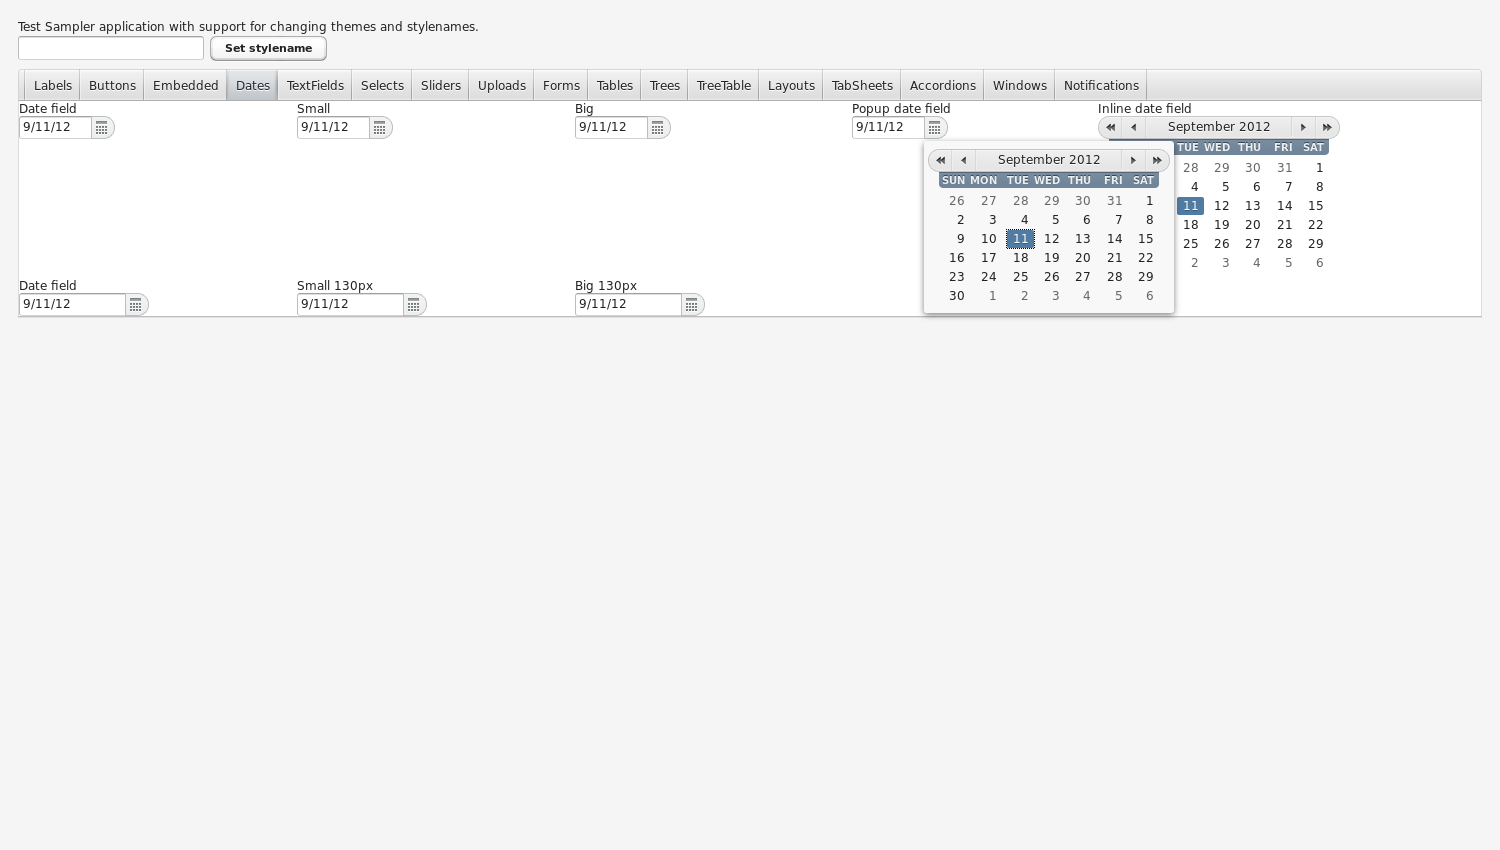 Test Sampler application with support for changing themes and stylenames.
Set stylename
Labels Buttons Embedded Dates TextFields Selects Sliders Uploads Forms Tables Trees TreeTable Layouts TabSheets Accordions Windows Notifications
Date field Small Big Popup date field Inline date field
9/11/12 9/11/12 9/11/12 9/11/12 September 2012
TUE WED THU FRI SAT
28 29 30 31 1
4 5 6 7 8
11 12 13 14 15
18 19 20 21 22
25 26 27 28 29
2 3 4 5 6
September 2012
SUN MON TUE WED THU FRI SAT
26 27 28 29 30 31 1
2 3 4 5 6 7 8
9 10 11 12 13 14 15
16 17 18 19 20 21 22
23 24 25 26 27 28 29
30 1 2 3 4 5 6
Date field Small 130px Big 130px
9/11/12 9/11/12 9/11/12